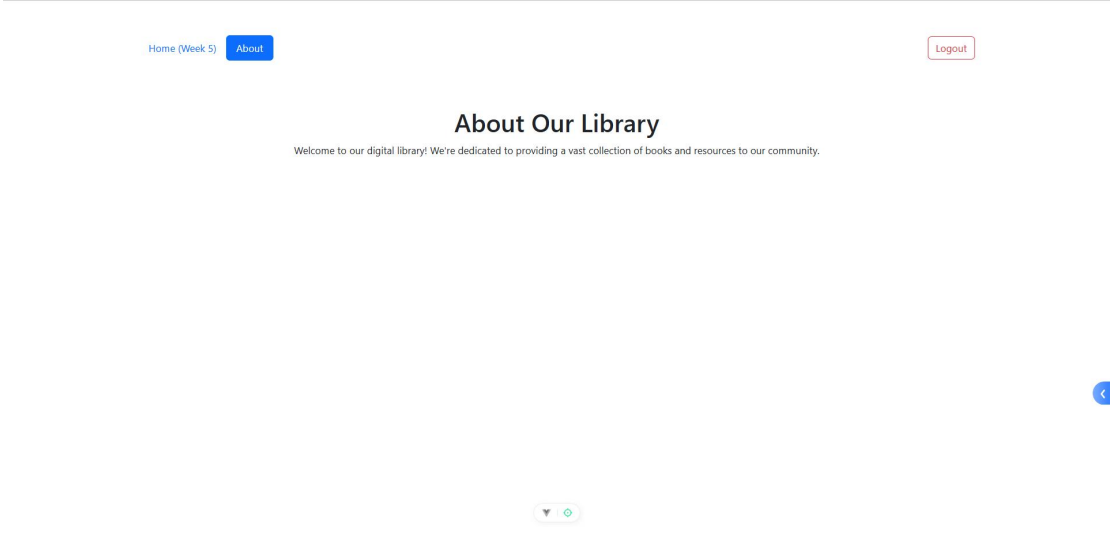 Home (Week 5) About Logout
About Our Library
Welcome to our digital library! We're dedicated to providing a vast collection of books and resources to our community.